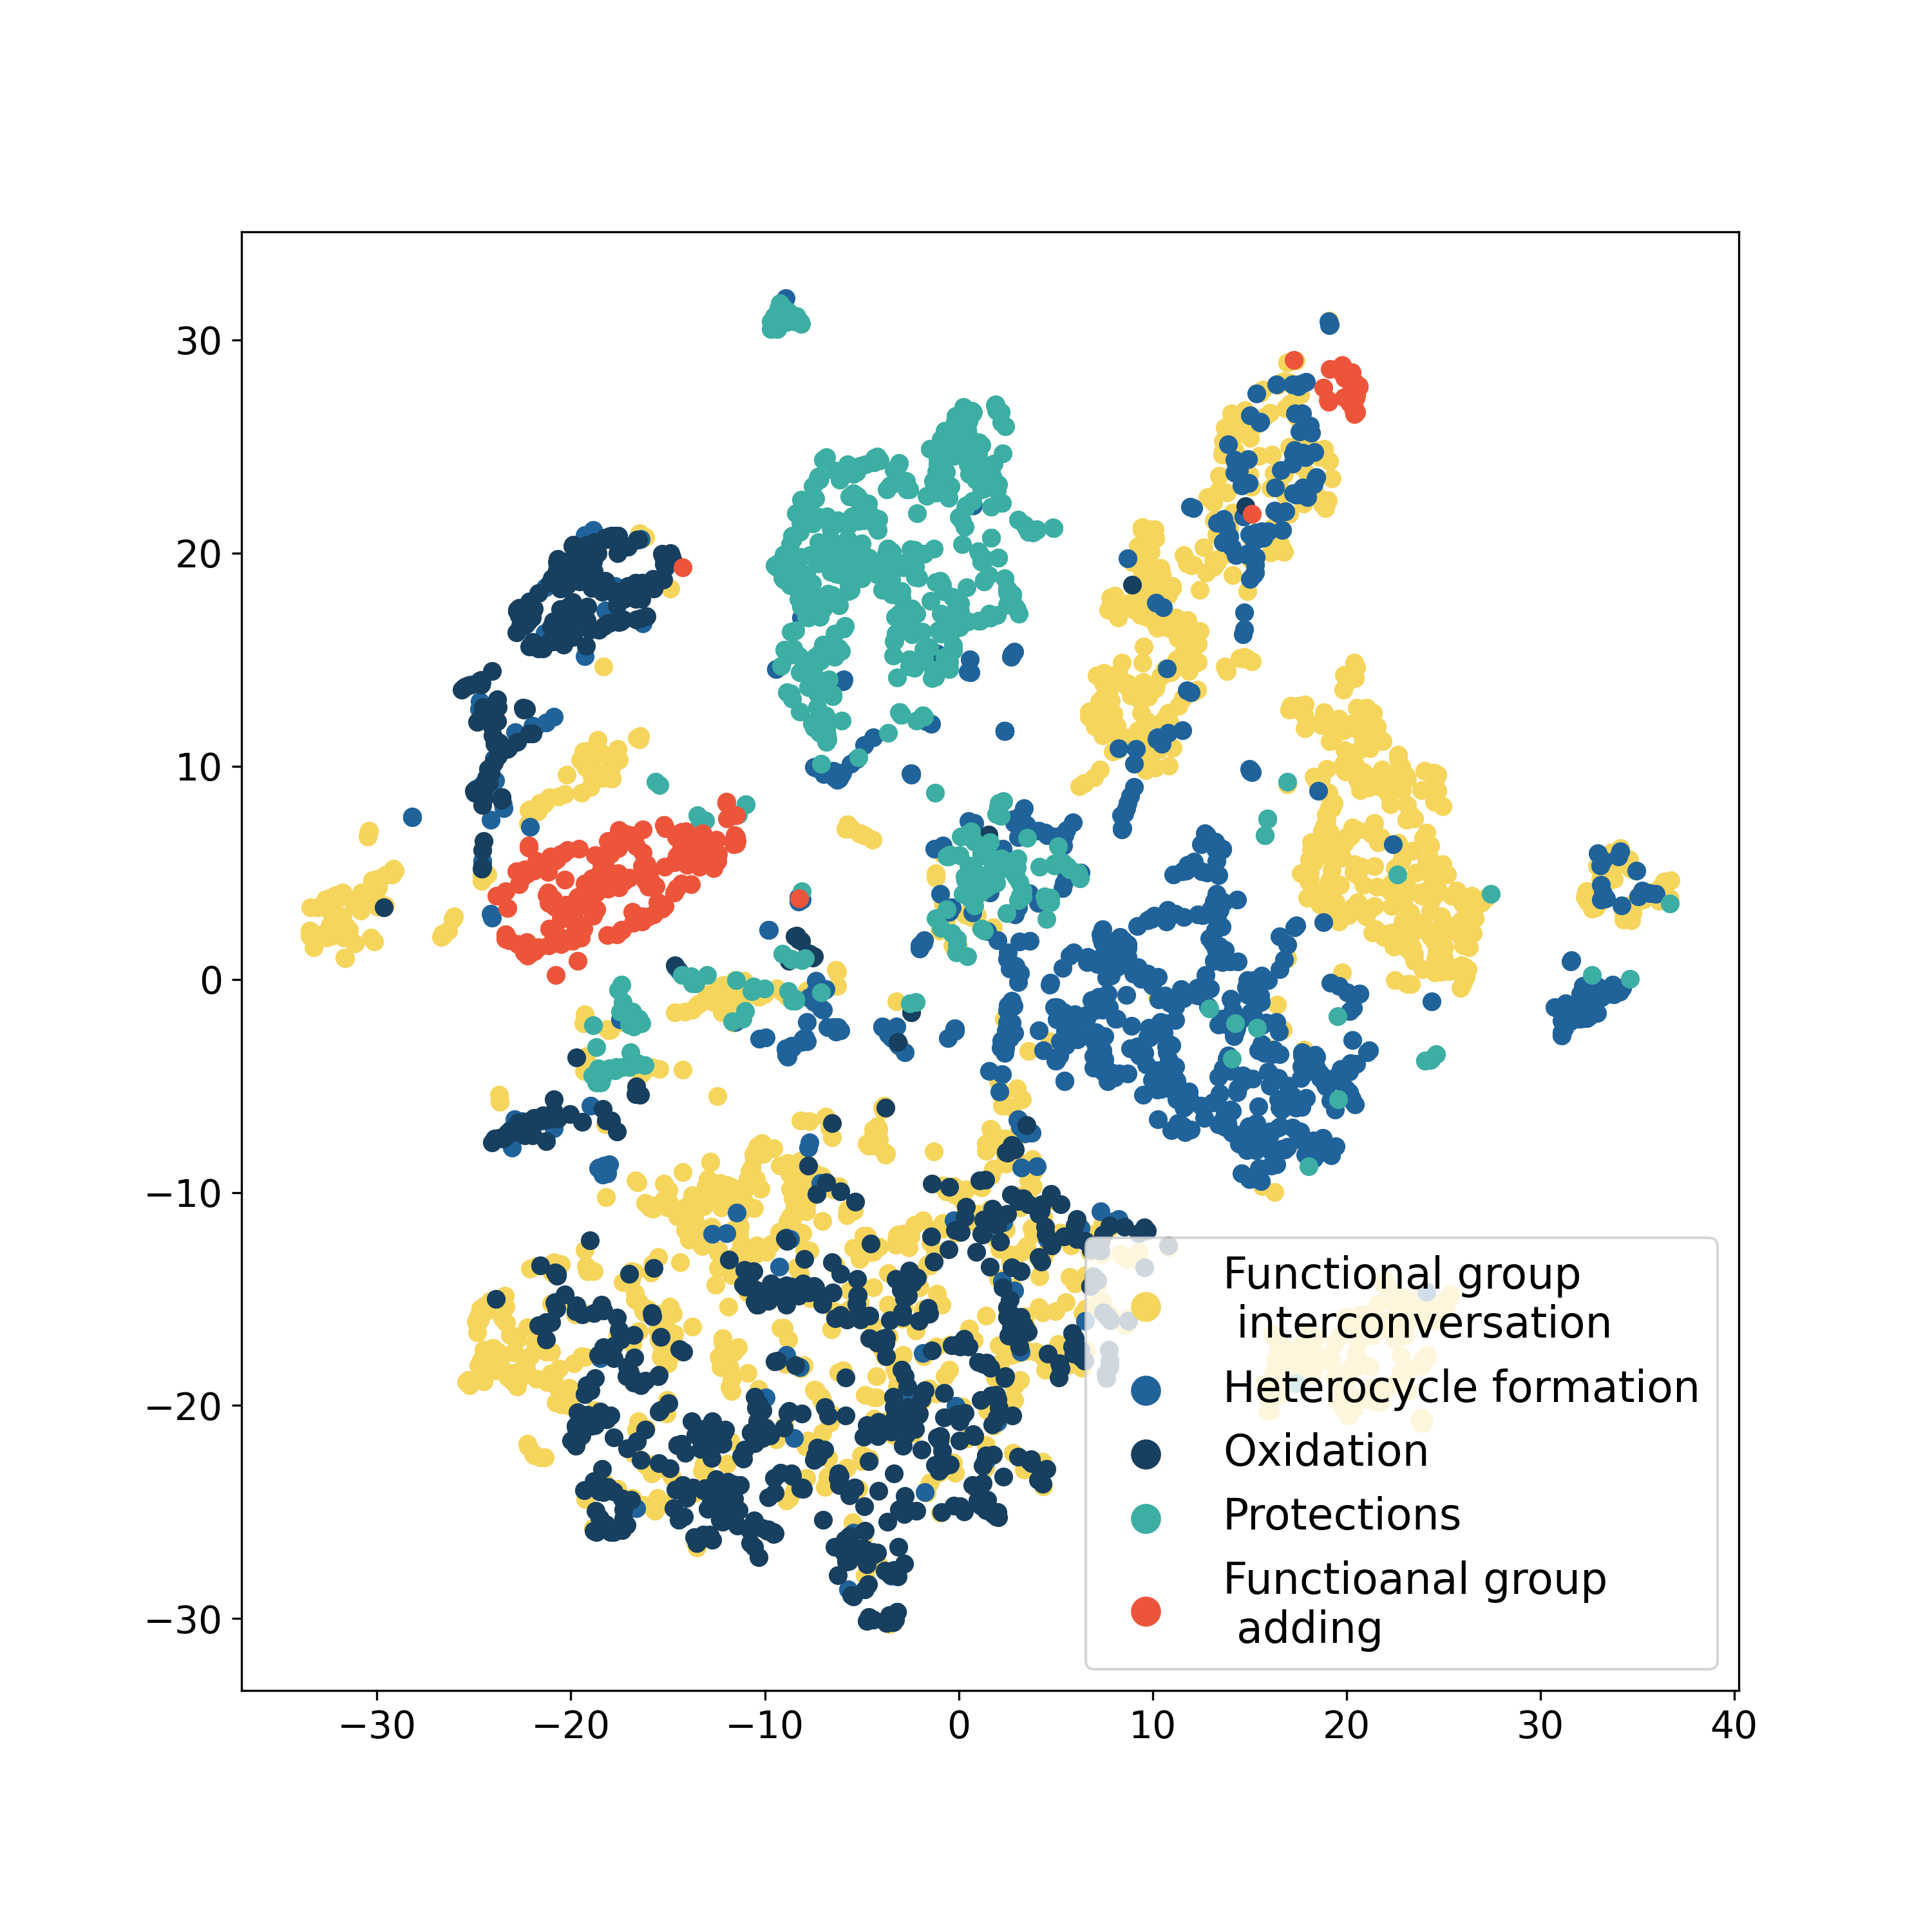 30
20
10
0
−10
−20
−30
Functional group
interconversation
Heterocycle formation
Oxidation
Protections
Functioanal group
adding
−30
−20
−10
0
10
20
30
40